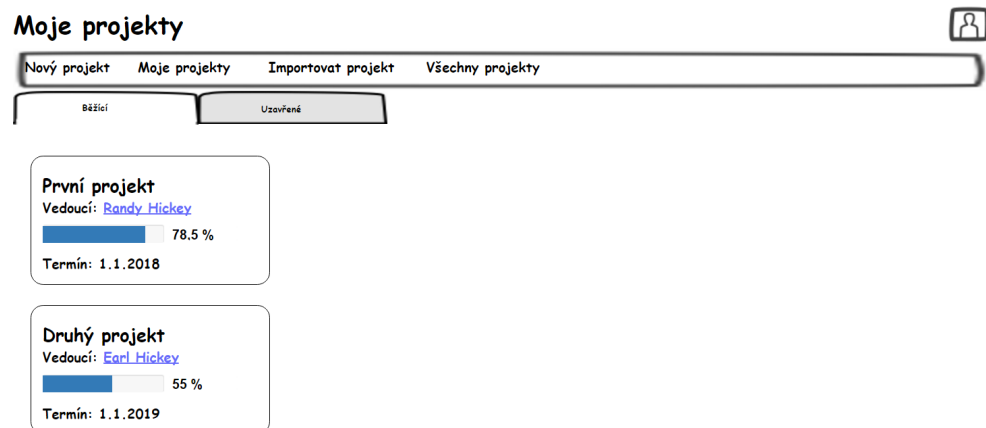 Moje projekty
Nový projekt Moje projekty Importovat projekt Všechny projekty
Běžící Uzavřené
První projekt
Vedoucí: Randy Hickey
78.5 %
Termín: 1.1.2018
Druhý projekt
Vedoucí: Earl Hickey
55 %
Termín: 1.1.2019